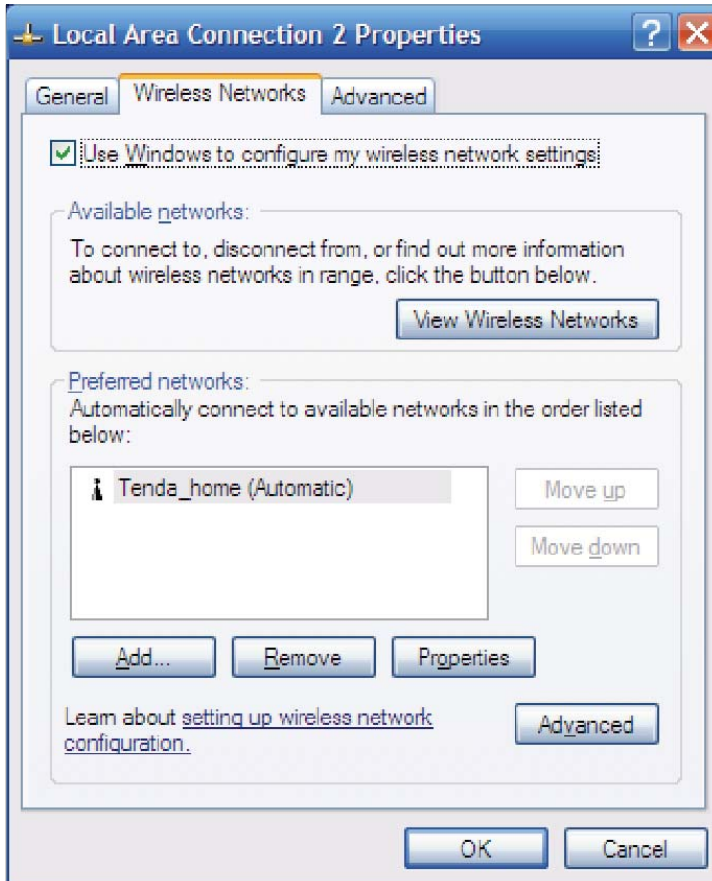 Local Area Connection 2 Properties
General
Wireless Networks
Advanced
Use Windows to configure my wireless network settings
Available networks:
To connect to, disconnect from, or find out more information
about wireless networks in range, click the button below.
View Wireless Networks
Preferred networks:
Automatically connect to available networks in the order listed
below:
Tenda_home (Automatic)
Move up
Move down
Add...
Remove
Properties
Learn about setting up wireless network
configuration.
Advanced
OK
Cancel